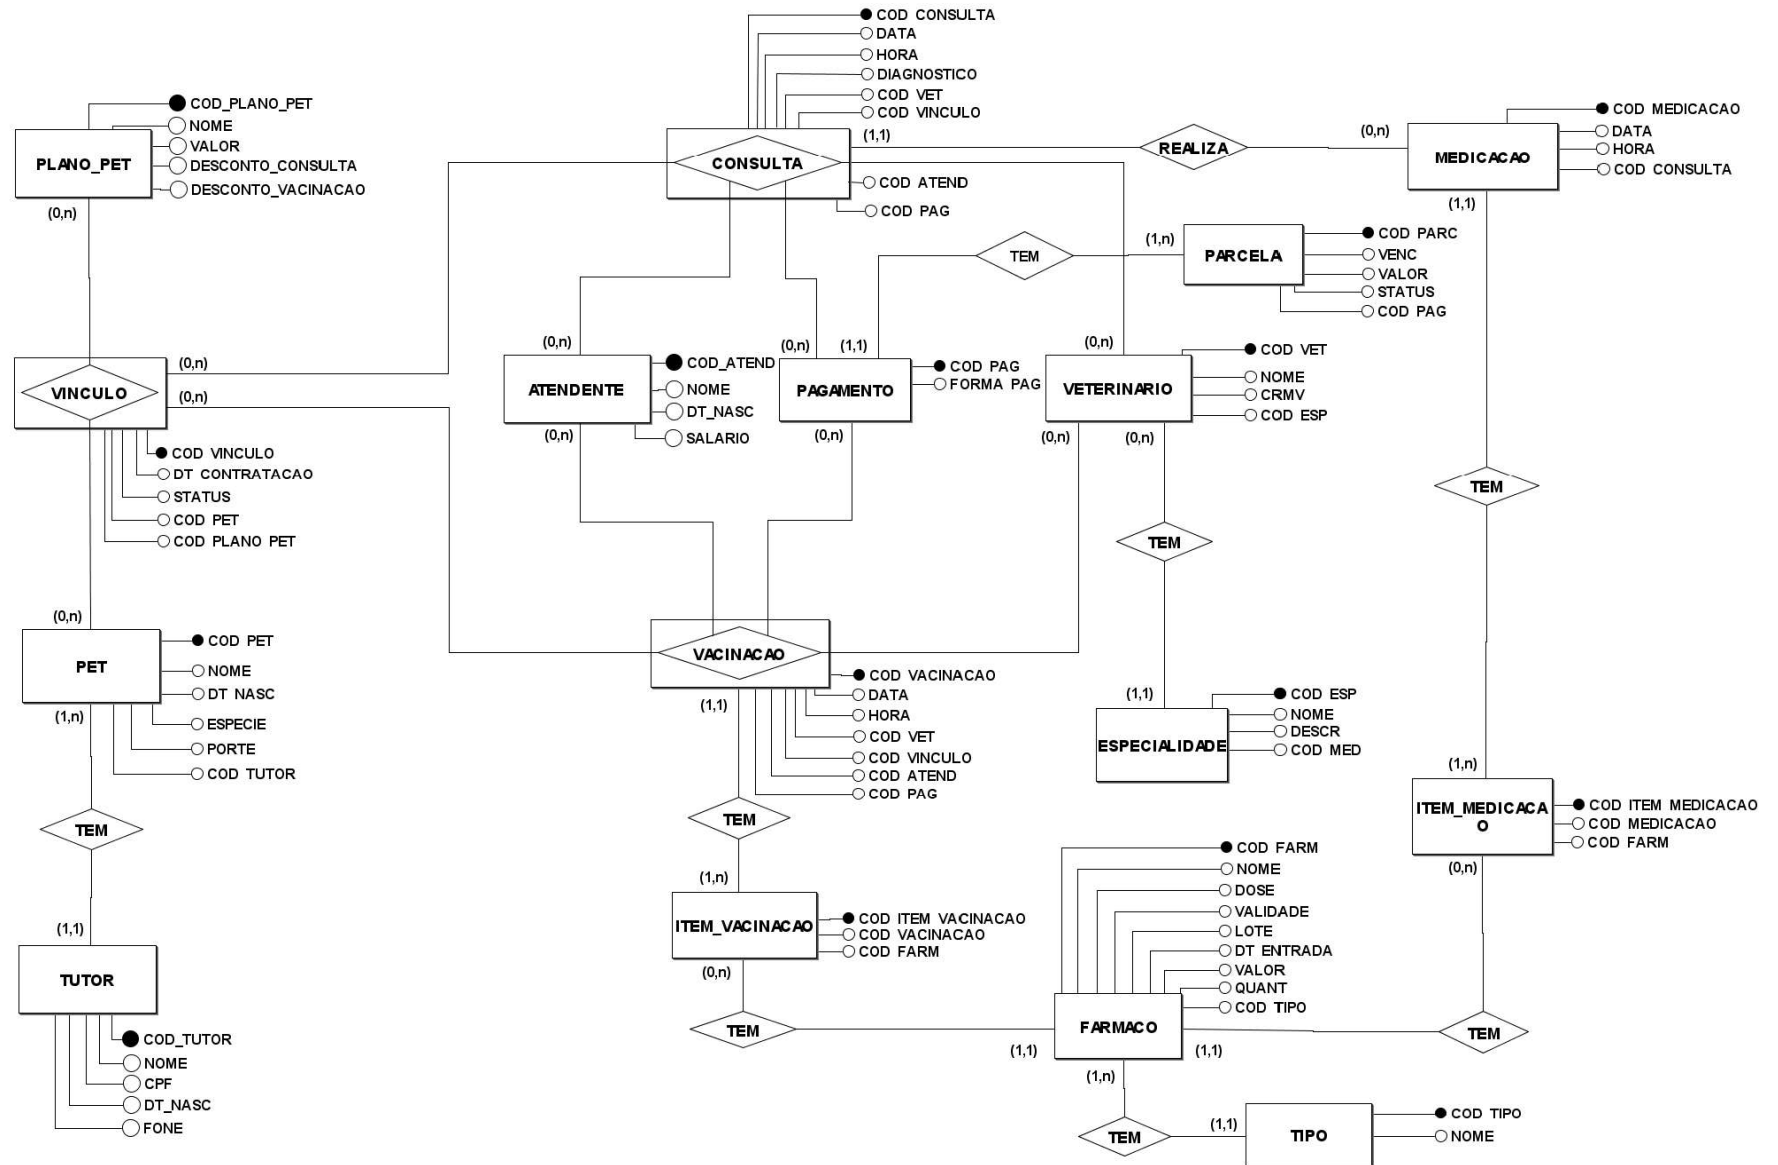 COD CONSULTA
DATA
HORA
DIAGNOSTICO
COD VET
COD VINCULO
CONSULTA
(1,1)
COD ATEND
COD PAG
REALIZA
(0,n)
COD MEDICACAO
DATA
HORA
COD CONSULTA
MEDICACAO
(1,1)
COD_PLANO_PET
NOME
VALOR
DESCONTO_CONSULTA
DESCONTO_VACINACAO
PLANO_PET
(0,n)
TEM
(1,n)
PARCELA
COD PARC
VENC
VALOR
STATUS
COD PAG
VINCULO
(0,n)
(0,n)
COD VINCULO
DT CONTRATACAO
STATUS
COD PET
COD PLANO PET
(0,n)
ATENDENTE
(0,n)
COD_ATEND
NOME
DT_NASC
SALARIO
(0,n)
(1,1)
PAGAMENTO
(0,n)
COD PAG
FORMA PAG
(0,n)
VETERINARIO
(0,n)
(0,n)
COD VET
NOME
CRMV
COD ESP
TEM
TEM
(0,n)
PET
(1,n)
COD PET
NOME
DT NASC
ESPECIE
PORTE
COD TUTOR
VACINACAO
(1,1)
COD VACINACAO
DATA
HORA
COD VET
COD VINCULO
COD ATEND
COD PAG
(1,1)
ESPECIALIDADE
COD ESP
NOME
DESCR
COD MED
(1,n)
ITEM_MEDICACA
O
(0,n)
COD ITEM MEDICACAO
COD MEDICACAO
COD FARM
TEM
TEM
(1,1)
TUTOR
COD_TUTOR
NOME
CPF
DT_NASC
FONE
(1,n)
ITEM_VACINACAO
(0,n)
COD ITEM VACINACAO
COD VACINACAO
COD FARM
TEM
COD FARM
NOME
DOSE
VALIDADE
LOTE
DT ENTRADA
VALOR
QUANT
COD TIPO
FARMACO
(1,1)
(1,1)
(1,n)
TEM
TEM
(1,1)
TIPO
COD TIPO
NOME